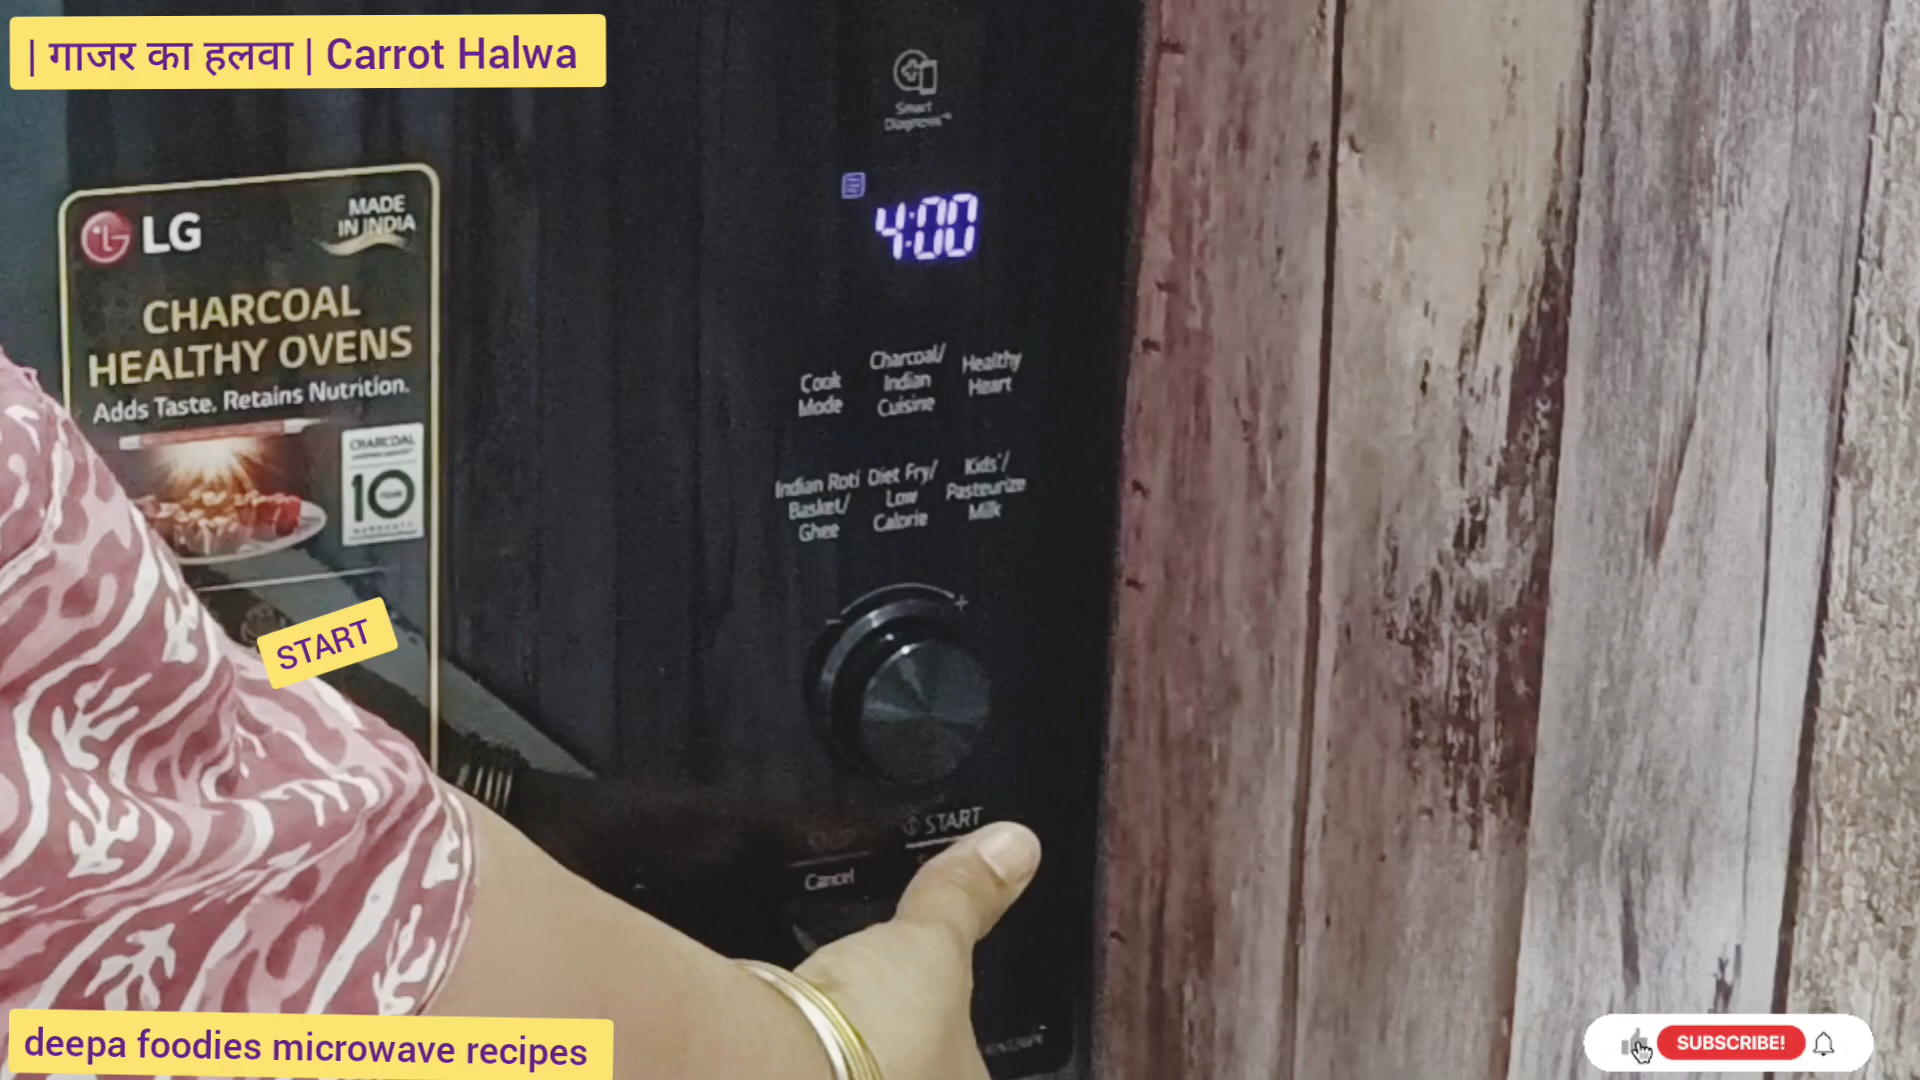 | गाजर का हलवा | Carrot Halwa
Smart
Diagnosis™
4:00
LG
MADE
IN INDIA
CHARCOAL
HEALTHY OVENS
Adds Taste. Retains Nutrition.
CHARCOAL
10
Cook
Mode
Charcoal/
Indian
Cuisine
Healthy
Heart
Indian Roti
Basket/
Ghee
Diet Fry/
Low
Calorie
Kids'/
Pasteurize
Milk
START
START
Cancel
deepa foodies microwave recipes
SUBSCRIBE!